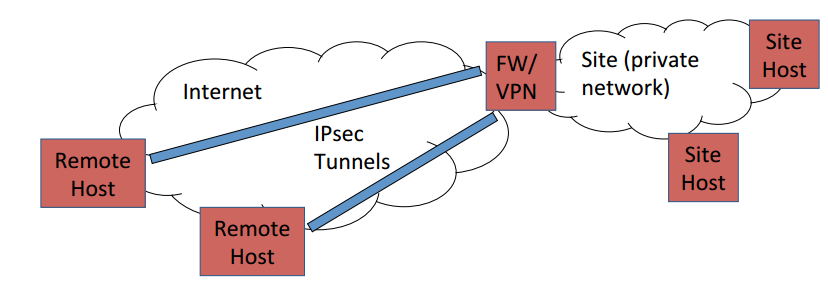 Internet
FW/
VPN
Site (private
network)
Site
Host
IPsec
Tunnels
Remote
Host
Site
Host
Remote
Host